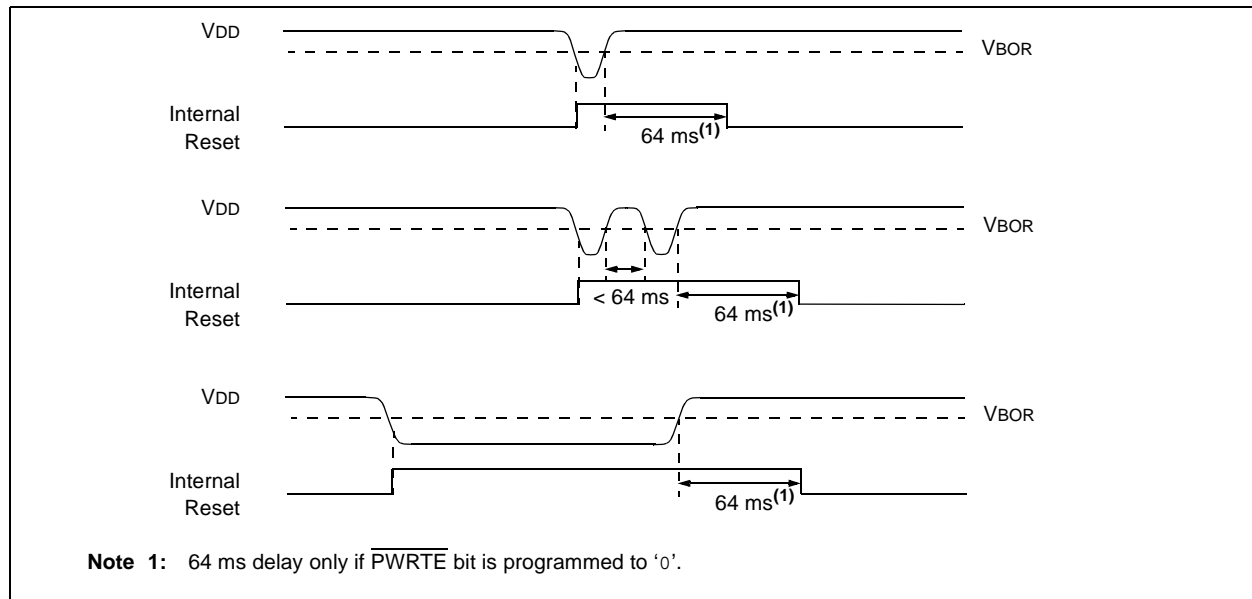 VDD
VBOR
Internal
Reset
64 ms(1)
VDD
VBOR
Internal
Reset
< 64 ms
64 ms(1)
VDD
VBOR
Internal
Reset
64 ms(1)
Note 1: 64 ms delay only if PWRTE bit is programmed to ‘0’.